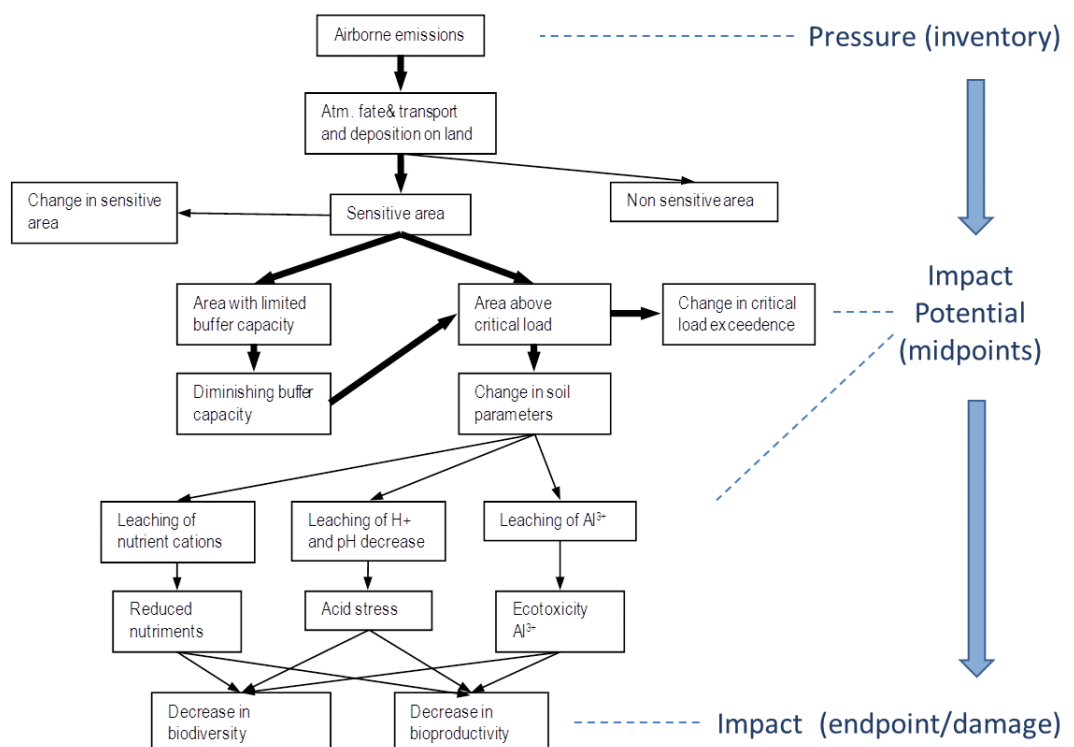 Airborne emissions
Pressure (inventory)
Atm. fate& transport
and deposition on land
Change in sensitive
area
Sensitive area
Non sensitive area
Area with limited
buffer capacity
Area above
critical load
Change in critical
load exceedence
Impact
Potential
(midpoints)
Diminishing buffer
capacity
Change in soil
parameters
Leaching of
nutrient cations
Leaching of H+
and pH decrease
Leaching of Al³⁺
Reduced
nutriments
Acid stress
Ecotoxicity
Al³⁺
Decrease in
biodiversity
Decrease in
bioproductivity
Impact (endpoint/damage)